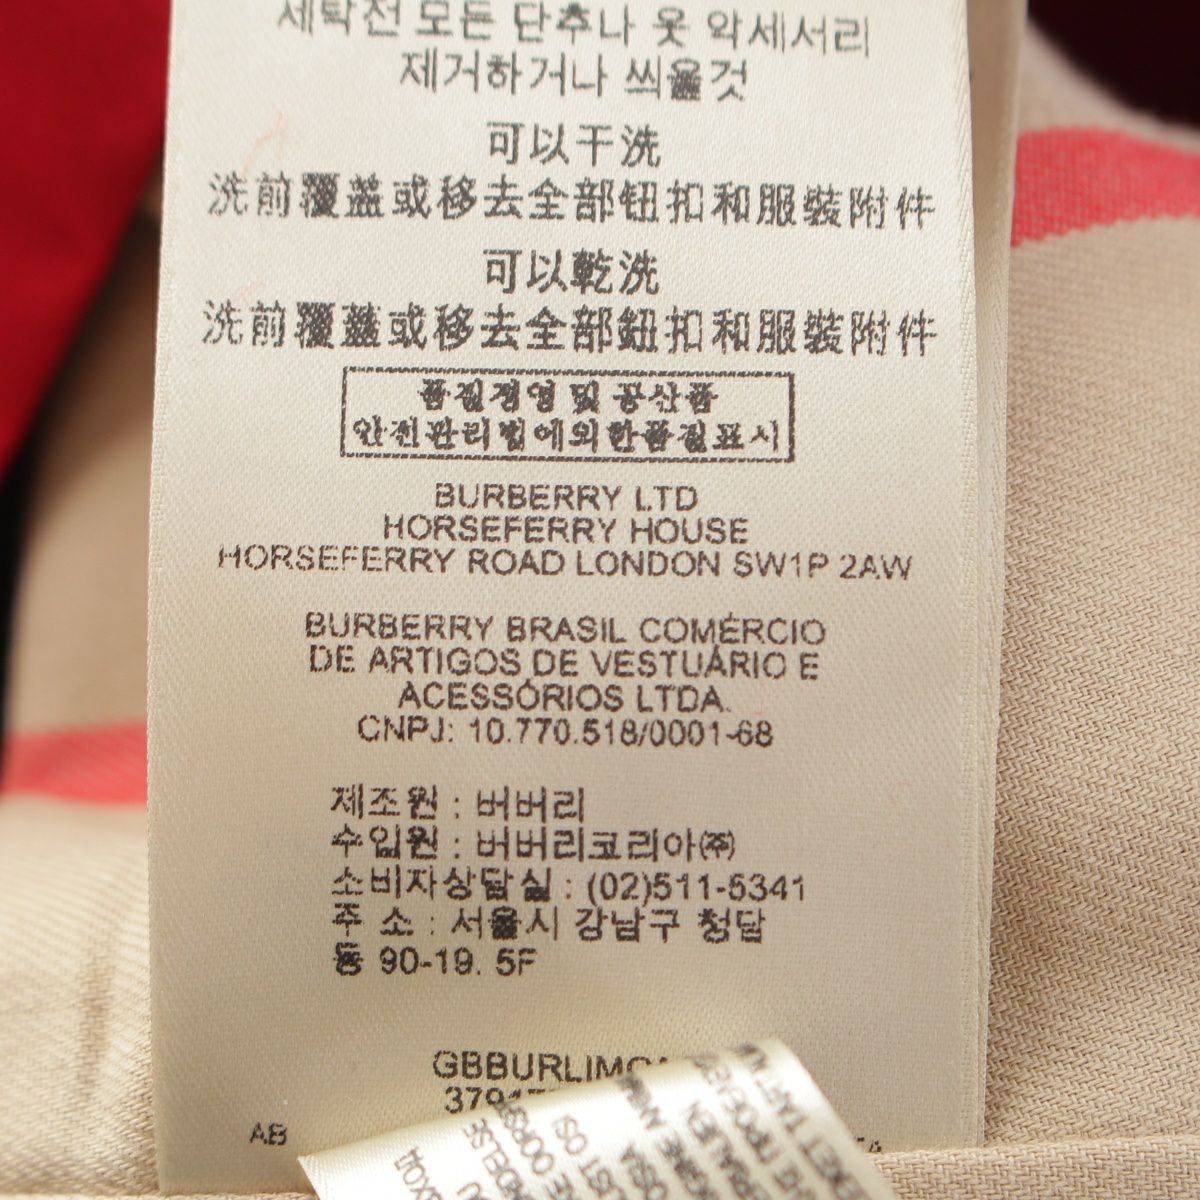 세탁전 모든 단추나 옷 악세서리
제거하거나 씌울것
可以干洗
洗前覆盖或移去全部钮扣和服装附件
可以乾洗
洗前覆蓋或移去全部鈕扣和服裝附件
품질경영 및 공산품
안전관리법에의한품질표시
BURBERRY LTD
HORSEFERRY HOUSE
HORSEFERRY ROAD LONDON SW1P 2AW
BURBERRY BRASIL COMÉRCIO
DE ARTIGOS DE VESTUÁRIO E
ACESSÓRIOS LTDA.
CNPJ: 10.770.518/0001-68
제조원 : 버버리
수입원 : 버버리코리아㈜
소비자상담실 : (02)511-5341
주 소 : 서울시 강남구 청담
동 90-19. 5F
AB